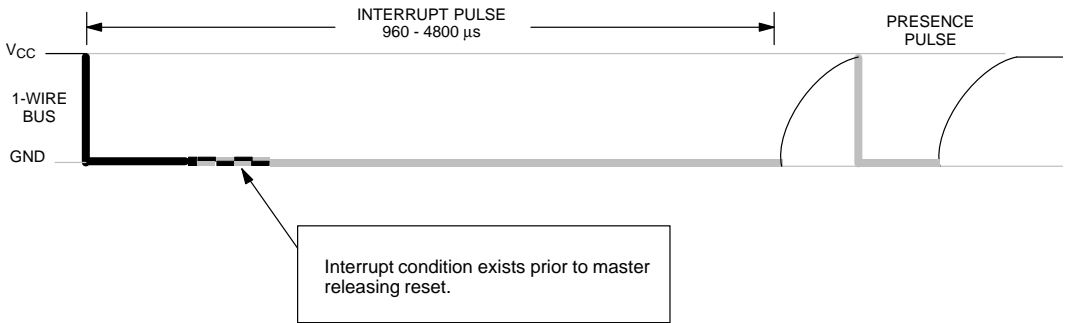 INTERRUPT PULSE
960 - 4800 µs
PRESENCE
PULSE
VCC
1-WIRE
BUS
GND
Interrupt condition exists prior to master
releasing reset.